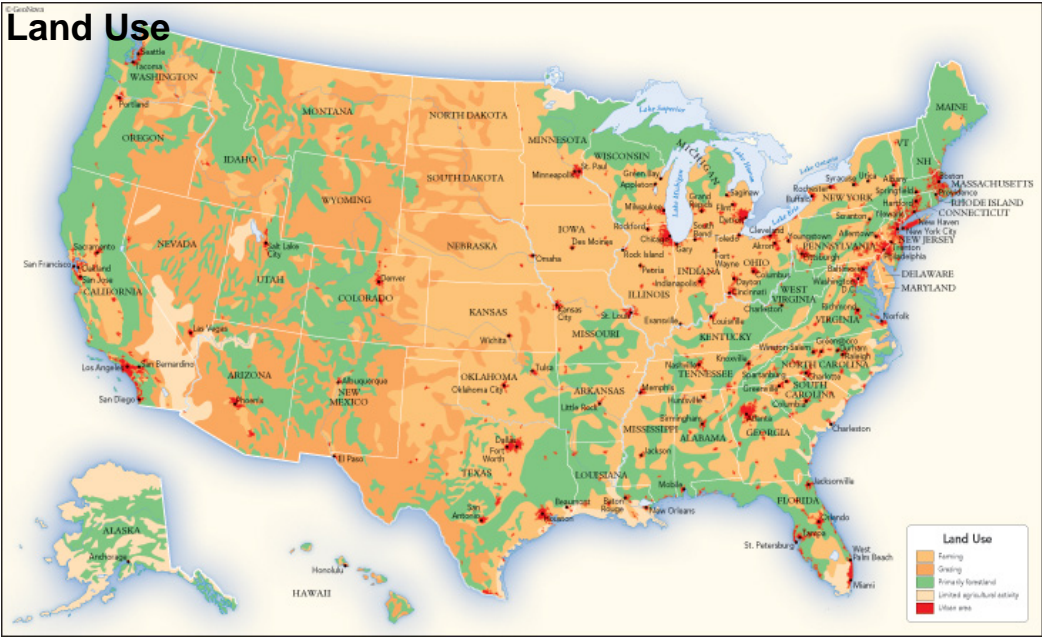 © GeoNova
Land Use
Seattle
Tacoma
WASHINGTON
Portland
OREGON
IDAHO
MONTANA
NORTH DAKOTA
SOUTH DAKOTA
WYOMING
NEBRASKA
NEVADA
Sacramento
San Francisco
Oakland
San Jose
CALIFORNIA
Salt Lake
City
UTAH
Denver
COLORADO
KANSAS
Wichita
Las Vegas
Los Angeles
San Bernardino
San Diego
ARIZONA
Phoenix
Albuquerque
NEW
MEXICO
El Paso
OKLAHOMA
Oklahoma City
Tulsa
TEXAS
Dallas
Fort
Worth
San
Antonio
Houston
Beaumont
MINNESOTA
Minneapolis
St. Paul
WISCONSIN
Green Bay
Appleton
Milwaukee
IOWA
Des Moines
Omaha
Rockford
Chicago
Rock Island
Peoria
ILLINOIS
Kansas
City
MISSOURI
St. Louis
ARKANSAS
Little Rock
LOUISIANA
Baton
Rouge
New Orleans
Lake Superior
Lake Michigan
Lake Huron
Lake Erie
Lake Ontario
MICHIGAN
Saginaw
Grand
Rapids
Flint
Detroit
South
Bend
Toledo
Gary
Fort
Wayne
INDIANA
Indianapolis
Evansville
OHIO
Cleveland
Akron
Youngstown
Columbus
Dayton
Cincinnati
KENTUCKY
Louisville
TENNESSEE
Nashville
Knoxville
Memphis
MISSISSIPPI
Jackson
ALABAMA
Huntsville
Birmingham
Mobile
GEORGIA
Atlanta
FLORIDA
Jacksonville
Orlando
Tampa
St. Petersburg
West
Palm Beach
Miami
SOUTH
CAROLINA
Spartanburg
Greenville
Columbia
Charleston
NORTH CAROLINA
Winston-Salem
Greensboro
Durham
Raleigh
Charlotte
WEST
VIRGINIA
Charleston
VIRGINIA
Richmond
Norfolk
Washington
D.C.
Baltimore
MARYLAND
DELAWARE
PENNSYLVANIA
Pittsburgh
Allentown
Scranton
Philadelphia
Trenton
NEW JERSEY
Newark
New York City
NEW YORK
Buffalo
Rochester
Syracuse
Utica
Albany
New Haven
Hartford
Springfield
CONNECTICUT
RHODE ISLAND
Providence
MASSACHUSETTS
Boston
VT
NH
MAINE
ALASKA
Anchorage
Honolulu
HAWAII
Land Use
Farming
Grazing
Primarily forestland
Limited agricultural activity
Urban area